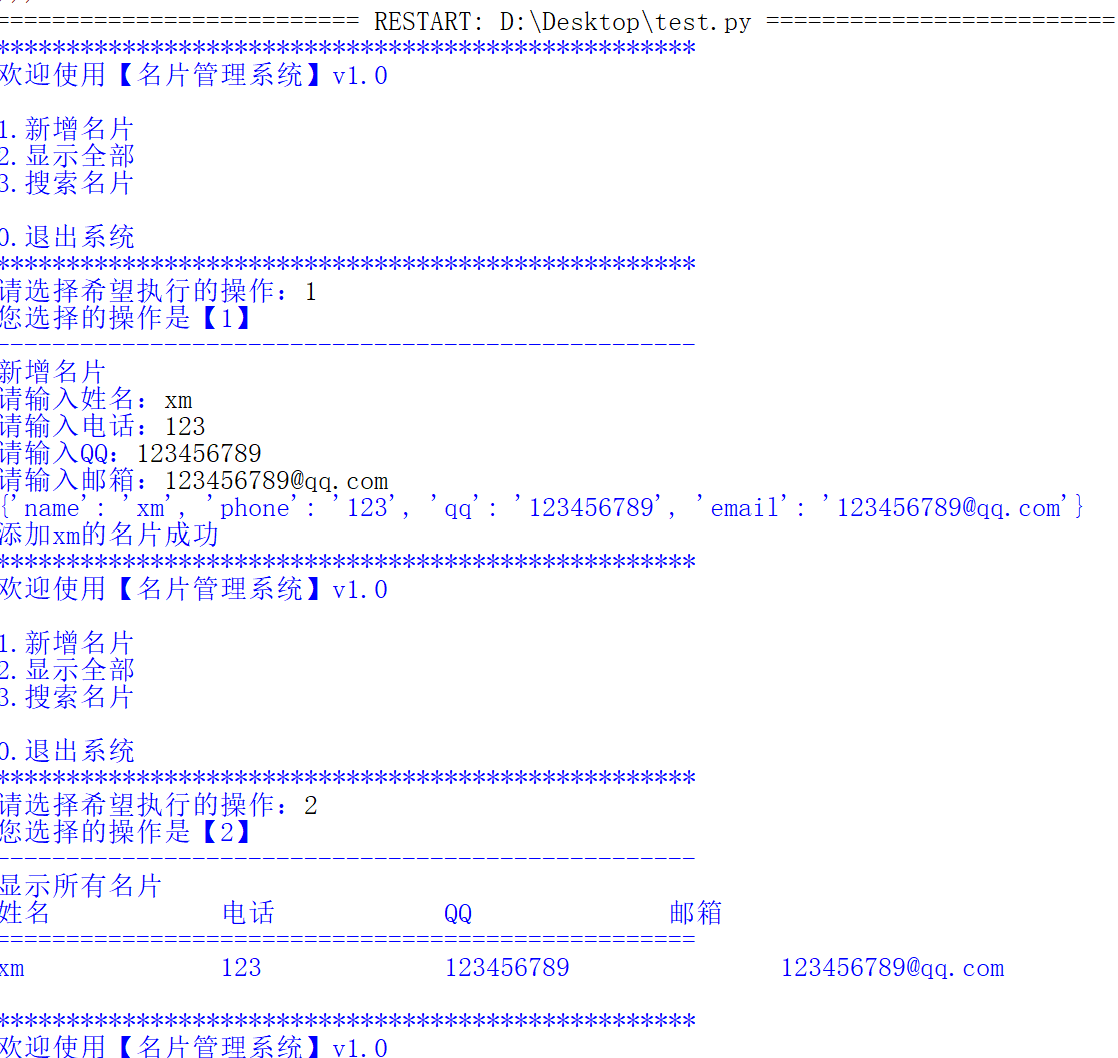 ========================== RESTART: D:\Desktop\test.py =========================
**************************************************
欢迎使用【名片管理系统】v1.0
1.新增名片
2.显示全部
3.搜索名片
0.退出系统
**************************************************
请选择希望执行的操作：1
您选择的操作是【1】
--------------------------------------------------
新增名片
请输入姓名：xm
请输入电话：123
请输入QQ：123456789
请输入邮箱：123456789@qq.com
{'name': 'xm', 'phone': '123', 'qq': '123456789', 'email': '123456789@qq.com'}
添加xm的名片成功
**************************************************
欢迎使用【名片管理系统】v1.0
1.新增名片
2.显示全部
3.搜索名片
0.退出系统
**************************************************
请选择希望执行的操作：2
您选择的操作是【2】
--------------------------------------------------
显示所有名片
姓名 电话 QQ 邮箱
==================================================
xm 123 123456789 123456789@qq.com
**************************************************
欢迎使用【名片管理系统】v1.0